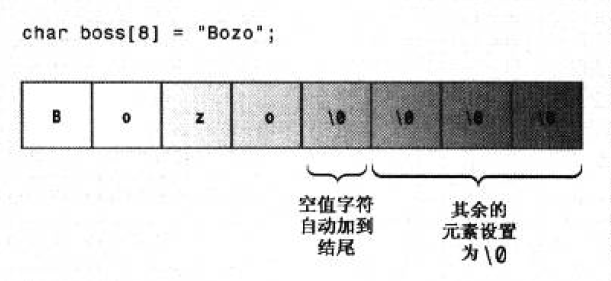 char boss[8] = "Bozo";
B o z o \0 \0 \0 \0
空值字符
自动加到
结尾
其余的
元素设置
为 \0